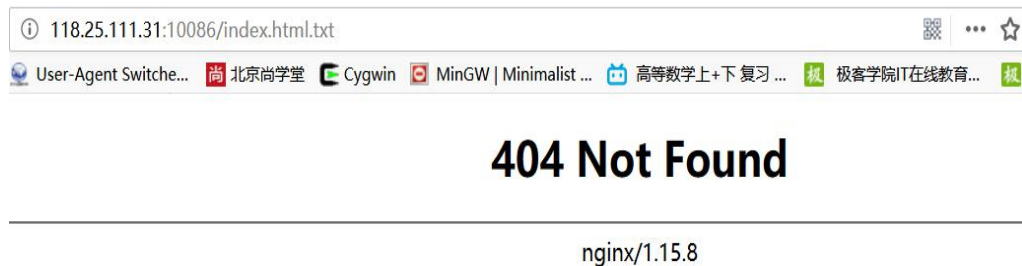 118.25.111.31:10086/index.html.txt
User-Agent Switche... 尚 北京尚学堂 Cygwin MinGW | Minimalist ... 高等数学上+下 复习 ... 极 极客学院IT在线教育... 极
404 Not Found
nginx/1.15.8